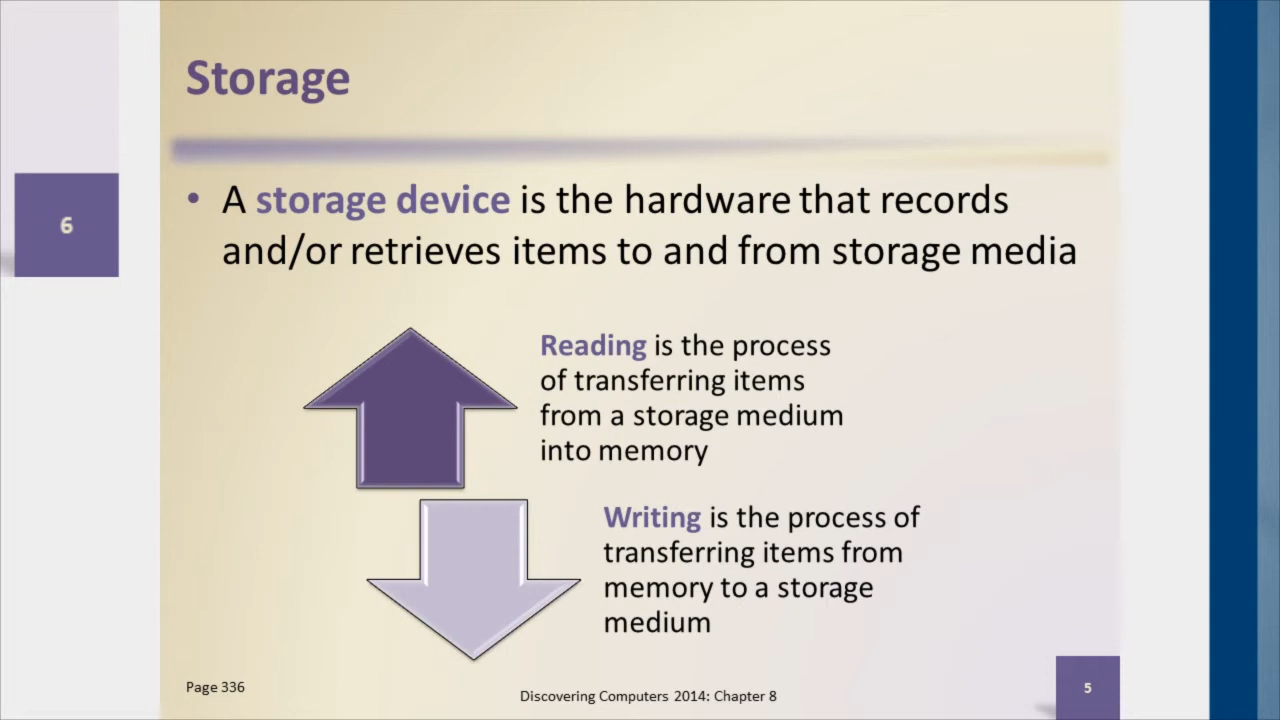 Storage
6
• A storage device is the hardware that records
and/or retrieves items to and from storage media
Reading is the process
of transferring items
from a storage medium
into memory
Writing is the process of
transferring items from
memory to a storage
medium
Page 336
Discovering Computers 2014: Chapter 8
5